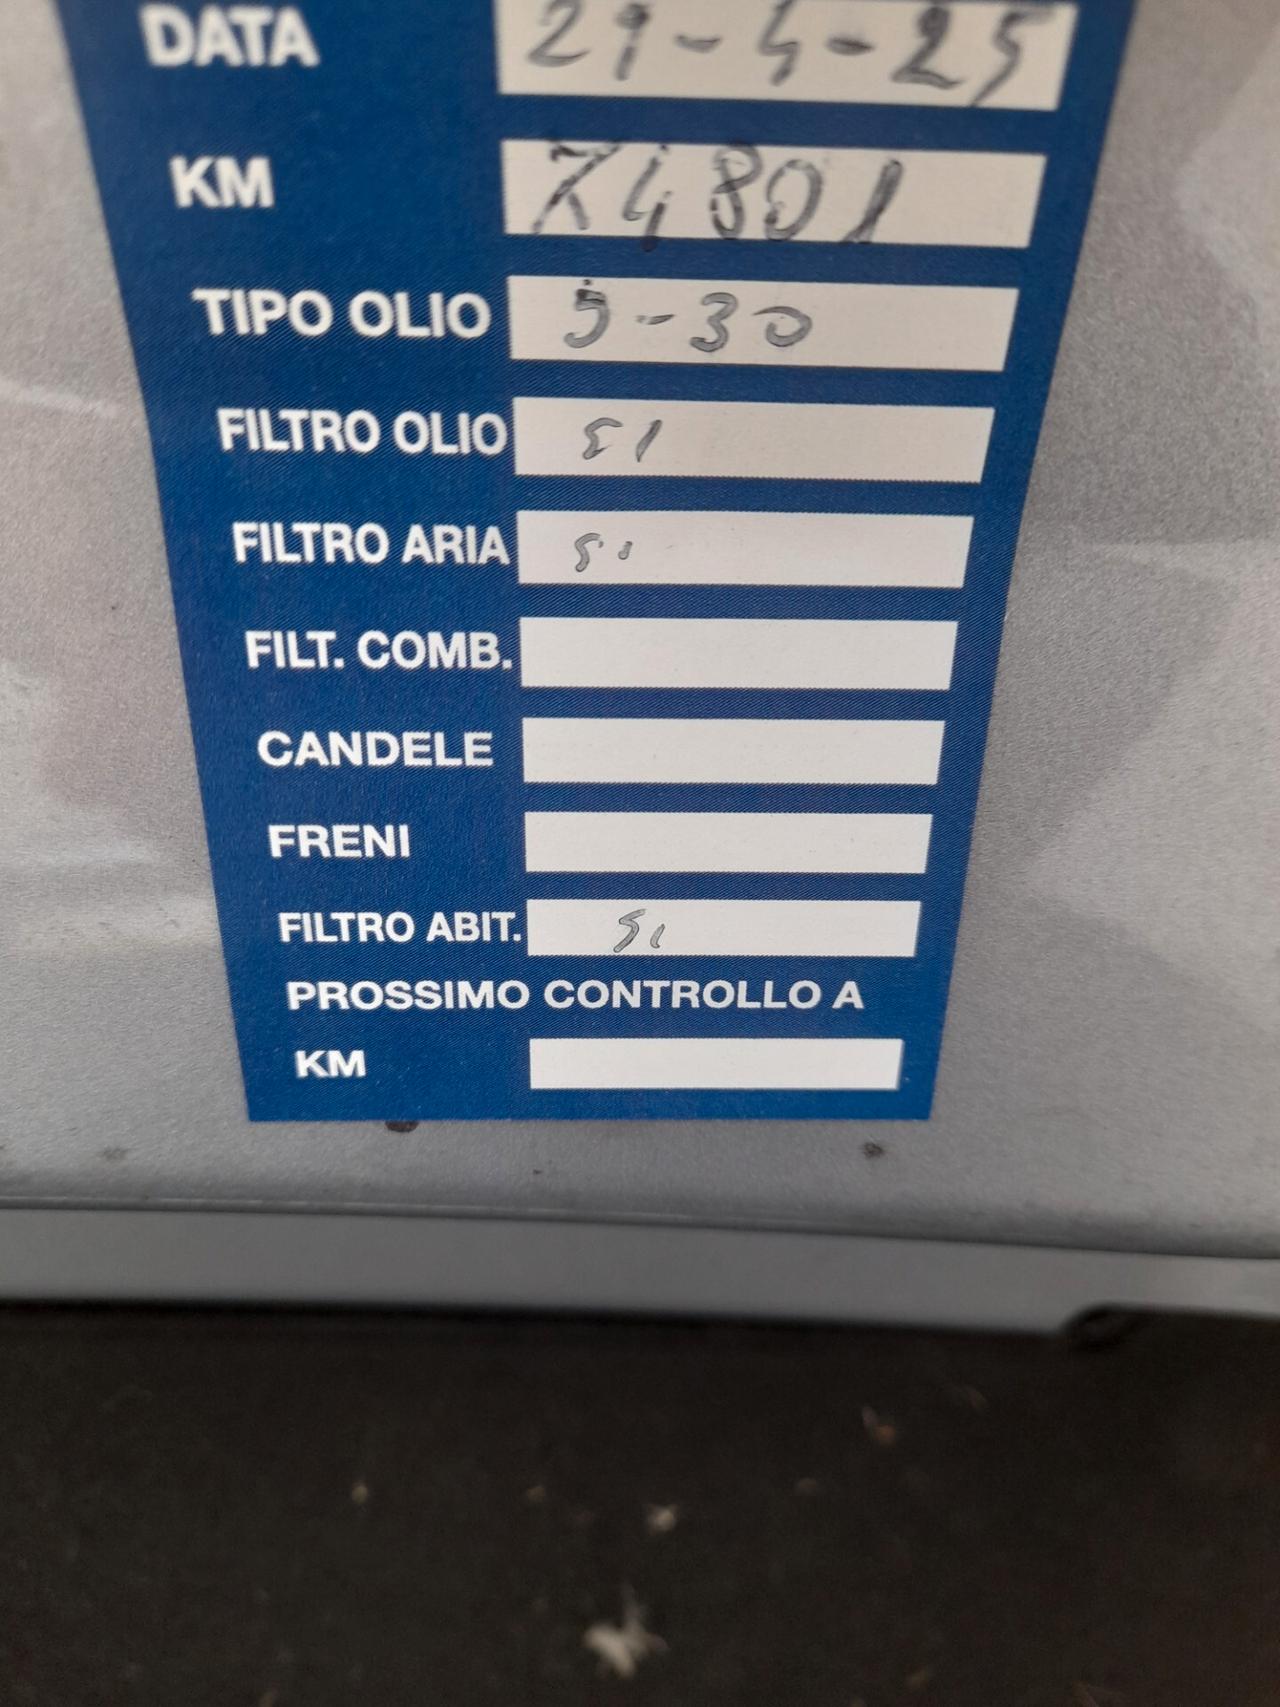 DATA 29-4-25
KM 74801
TIPO OLIO 5-30
FILTRO OLIO SI
FILTRO ARIA Si
FILT. COMB.
CANDELE
FRENI
FILTRO ABIT. Si
PROSSIMO CONTROLLO A
KM